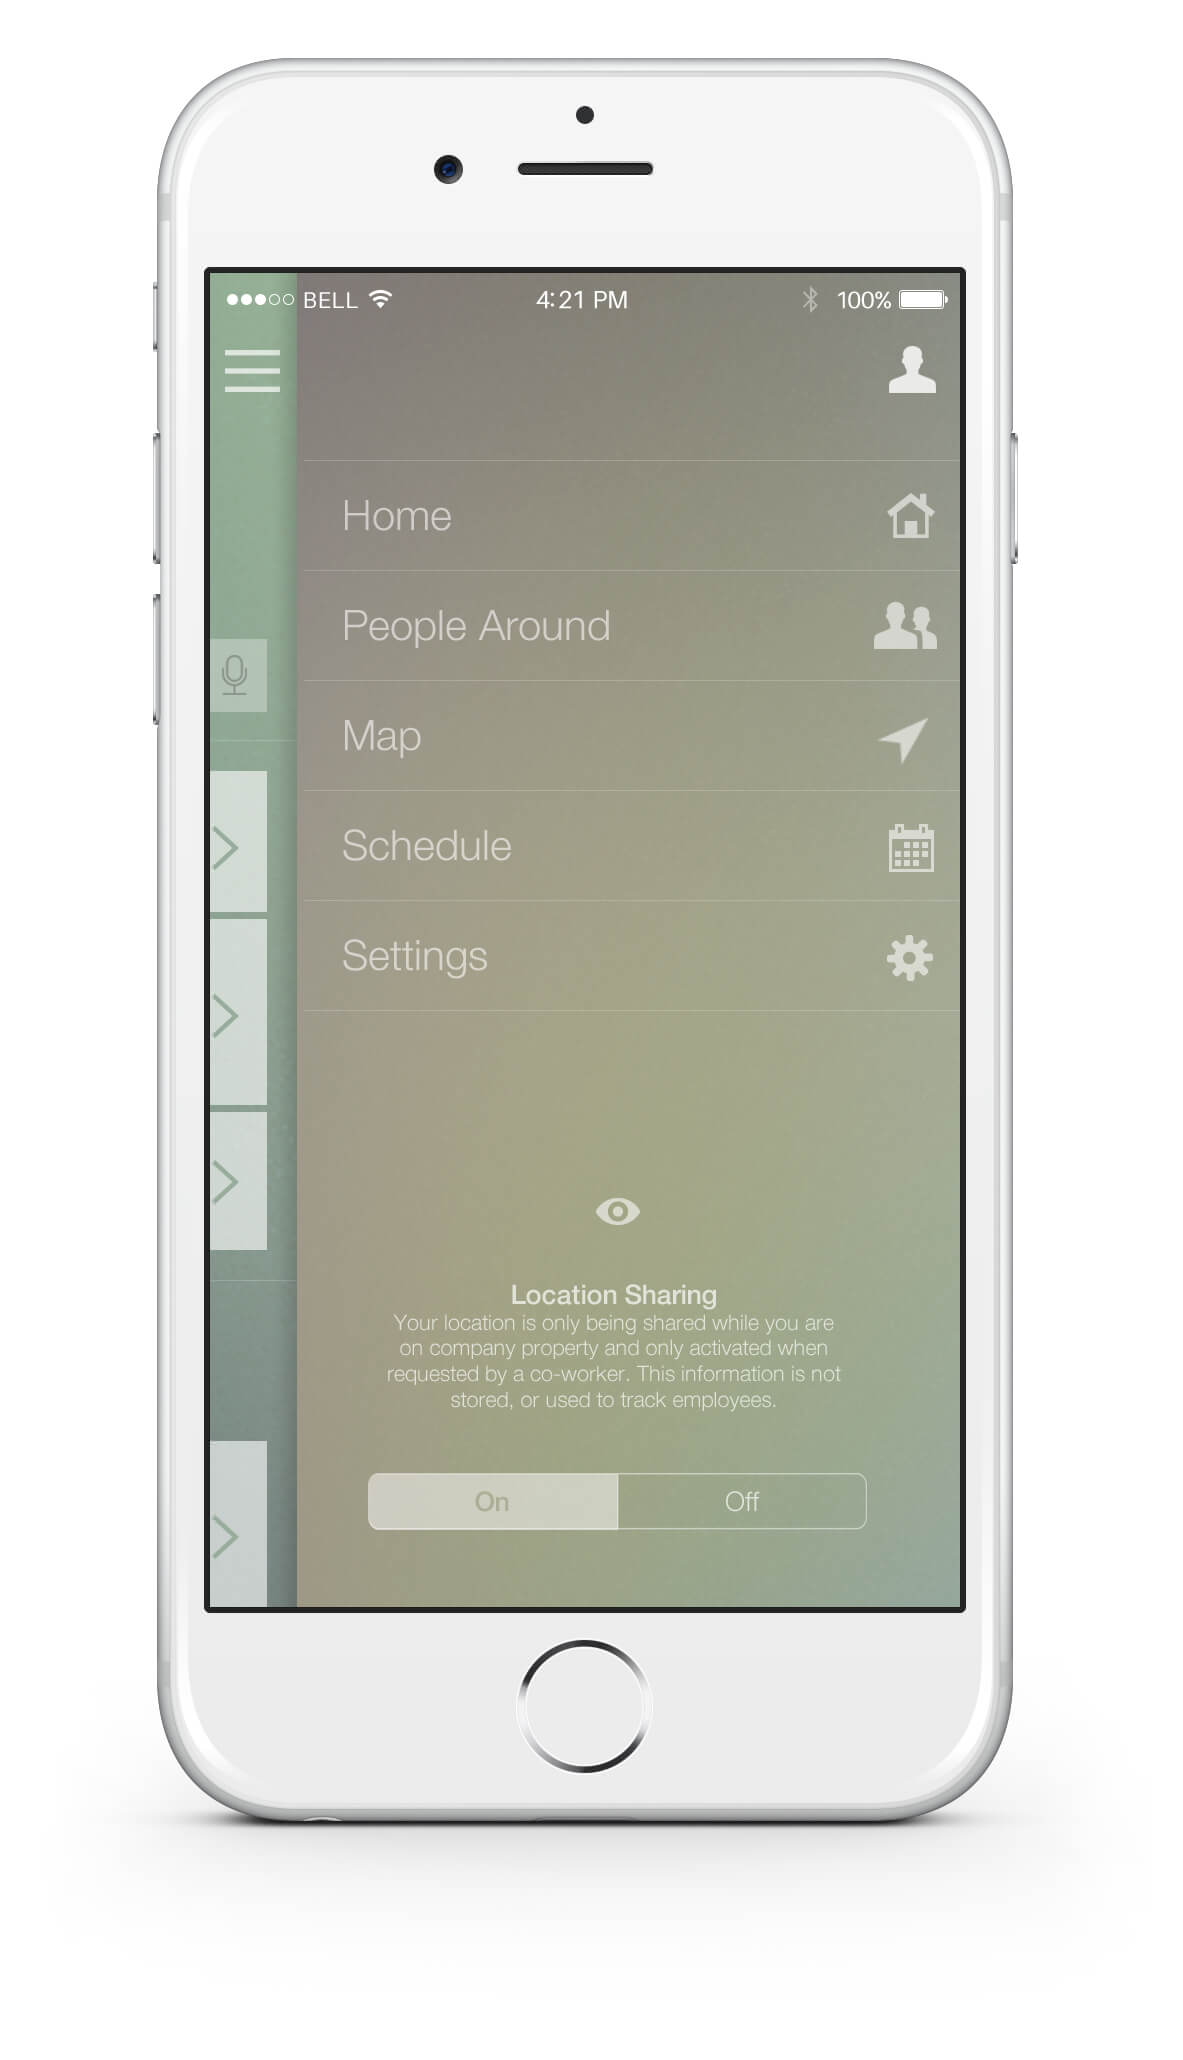 BELL 4:21 PM 100%
Home
People Around
Map
Schedule
Settings
Location Sharing
Your location is only being shared while you are
on company property and only activated when
requested by a co-worker. This information is not
stored, or used to track employees.
On Off